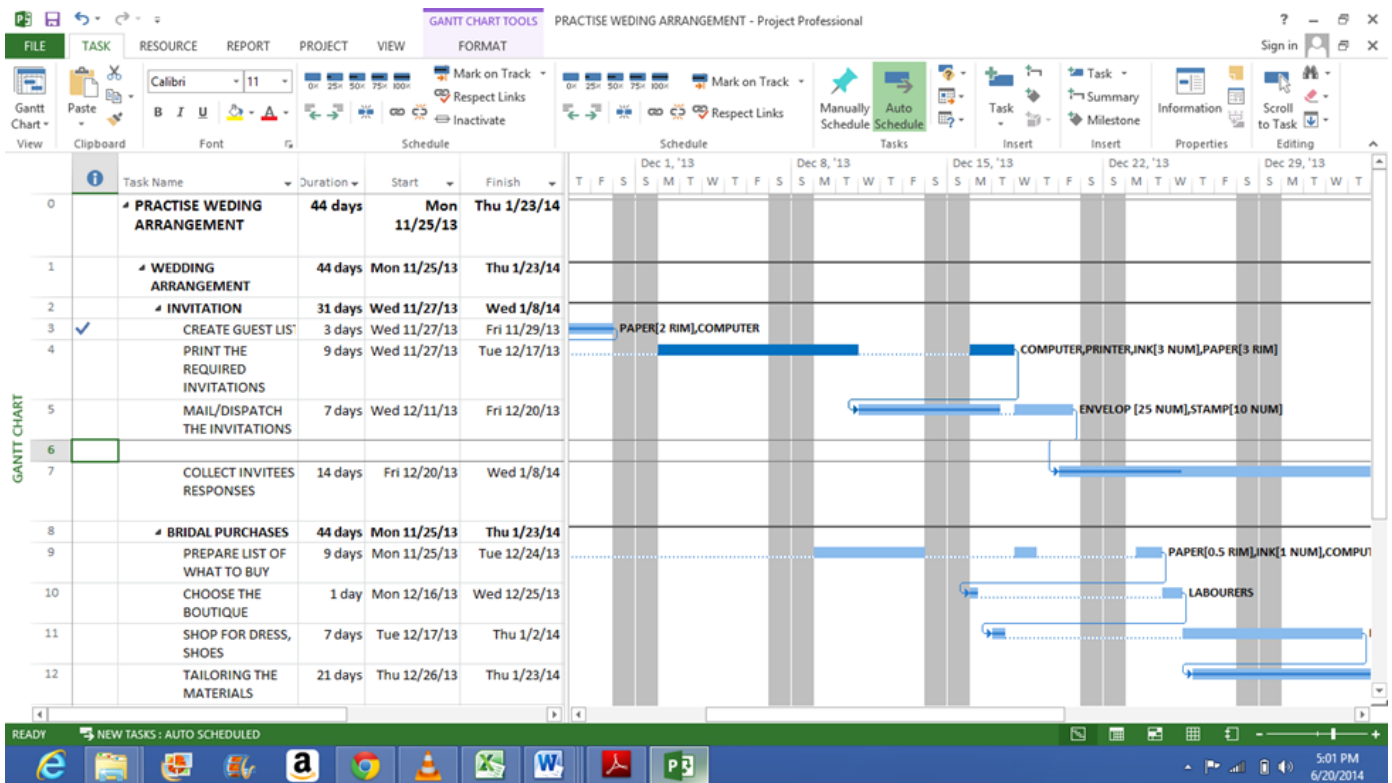 GANTT CHART TOOLS PRACTISE WEDING ARRANGEMENT - Project Professional ?
FILE TASK RESOURCE REPORT PROJECT VIEW FORMAT Sign in
Calibri 11 Mark on Track Mark on Track Task
0% 25% 50% 75% 100% 0% 25% 50% 75% 100%
Respect Links Summary
Gantt Chart Paste B I U A Inactivate Respect Links Manually Schedule Auto Schedule Task Milestone Information Scroll to Task
View Clipboard Font Schedule Schedule Tasks Insert Insert Properties Editing
Dec 1, '13 Dec 8, '13 Dec 15, '13 Dec 22, '13 Dec 29, '13
Task Name Duration Start Finish T F S S M T W T F S S M T W T F S S M T W T F S S M T W T F S S M T W T
0 PRACTISE WEDING 44 days Mon Thu 1/23/14
ARRANGEMENT 11/25/13
1 WEDDING 44 days Mon 11/25/13 Thu 1/23/14
ARRANGEMENT
2 INVITATION 31 days Wed 11/27/13 Wed 1/8/14
3 CREATE GUEST LIST 3 days Wed 11/27/13 Fri 11/29/13 PAPER[2 RIM],COMPUTER
4 PRINT THE 9 days Wed 11/27/13 Tue 12/17/13 COMPUTER,PRINTER,INK[3 NUM],PAPER[3 RIM]
REQUIRED
INVITATIONS
5 MAIL/DISPATCH 7 days Wed 12/11/13 Fri 12/20/13 ENVELOP [25 NUM],STAMP[10 NUM]
THE INVITATIONS
6
7 COLLECT INVITEES 14 days Fri 12/20/13 Wed 1/8/14
RESPONSES
8 BRIDAL PURCHASES 44 days Mon 11/25/13 Thu 1/23/14
9 PREPARE LIST OF 9 days Mon 11/25/13 Tue 12/24/13 PAPER[0.5 RIM],INK[1 NUM],COMPUT
WHAT TO BUY
10 CHOOSE THE 1 day Mon 12/16/13 Wed 12/25/13 LABOURERS
BOUTIQUE
11 SHOP FOR DRESS, 7 days Tue 12/17/13 Thu 1/2/14
SHOES
12 TAILORING THE 21 days Thu 12/26/13 Thu 1/23/14
MATERIALS
GANTT CHART
READY NEW TASKS : AUTO SCHEDULED
5:01 PM
6/20/2014